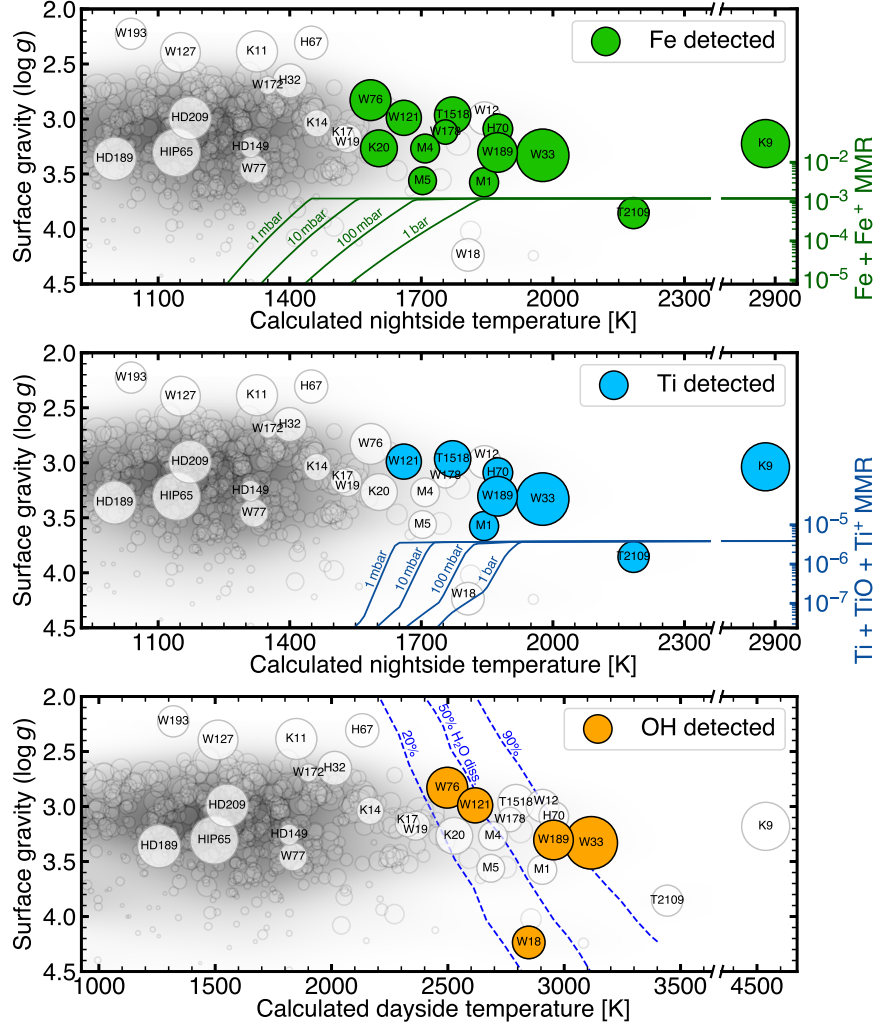 2.0
2.5
3.0
3.5
4.0
4.5
Surface gravity (log g)
W193
W127
K11
H67
W172
H32
HD209
K14
K17
W19
HD189
HIP65
HD149
W77
W76
W121
T1518
W12
W178
H70
K20
M4
W189
W33
M5
M1
K9
T2109
W18
Fe detected
1 mbar
10 mbar
100 mbar
1 bar
10⁻²
10⁻³
10⁻⁴
10⁻⁵
Fe + Fe⁺ MMR
1100
1400
1700
2000
2300
2900
Calculated nightside temperature [K]
2.0
2.5
3.0
3.5
4.0
4.5
Surface gravity (log g)
W193
W127
K11
H67
W172
H32
HD209
K14
K17
W19
HD189
HIP65
HD149
W77
W76
W121
T1518
W12
W178
H70
K20
M4
W189
W33
M5
M1
K9
T2109
W18
Ti detected
1 mbar
10 mbar
100 mbar
1 bar
10⁻⁵
10⁻⁶
10⁻⁷
Ti + TiO + Ti⁺ MMR
1100
1400
1700
2000
2300
2900
Calculated nightside temperature [K]
2.0
2.5
3.0
3.5
4.0
4.5
Surface gravity (log g)
W193
W127
K11
H67
W172
H32
HD209
K14
K17
W19
HD189
HIP65
HD149
W77
20%
50% H₂O diss.
90%
W76
W121
T1518
W12
W178
H70
K20
M4
W189
W33
M5
M1
K9
T2109
W18
OH detected
1000
1500
2000
2500
3000
3500
4500
Calculated dayside temperature [K]